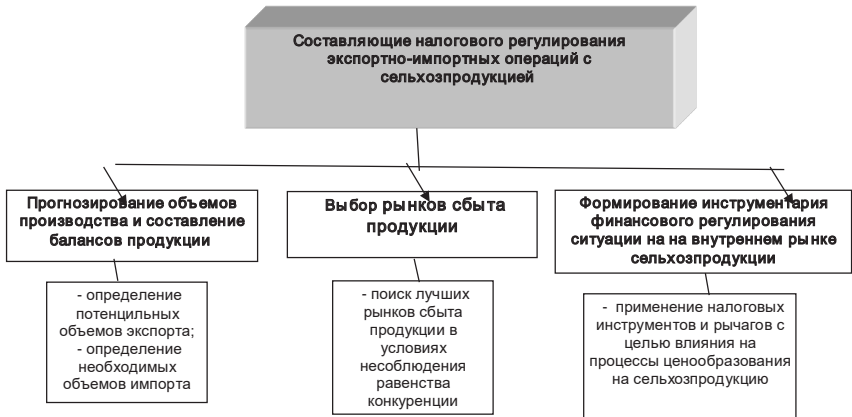 Составляющие налогового регулирования
экспортно-импортных операций с
сельхозпродукцией
Прогнозирование объемов
производства и составление
балансов продукции
Выбор рынков сбыта
продукции
Формирование инструментария
финансового регулирования
ситуации на на внутреннем рынке
сельхозпродукции
- определение
потенцильных
объемов экспорта;
- определение
необходимых
объемов импорта
- поиск лучших
рынков сбыта
продукции в
условиях
несоблюдения
равенства
конкуренции
- применение налоговых
инструментов и рычагов с
целью влияния на
процессы ценообразования
на сельхозпродукцию